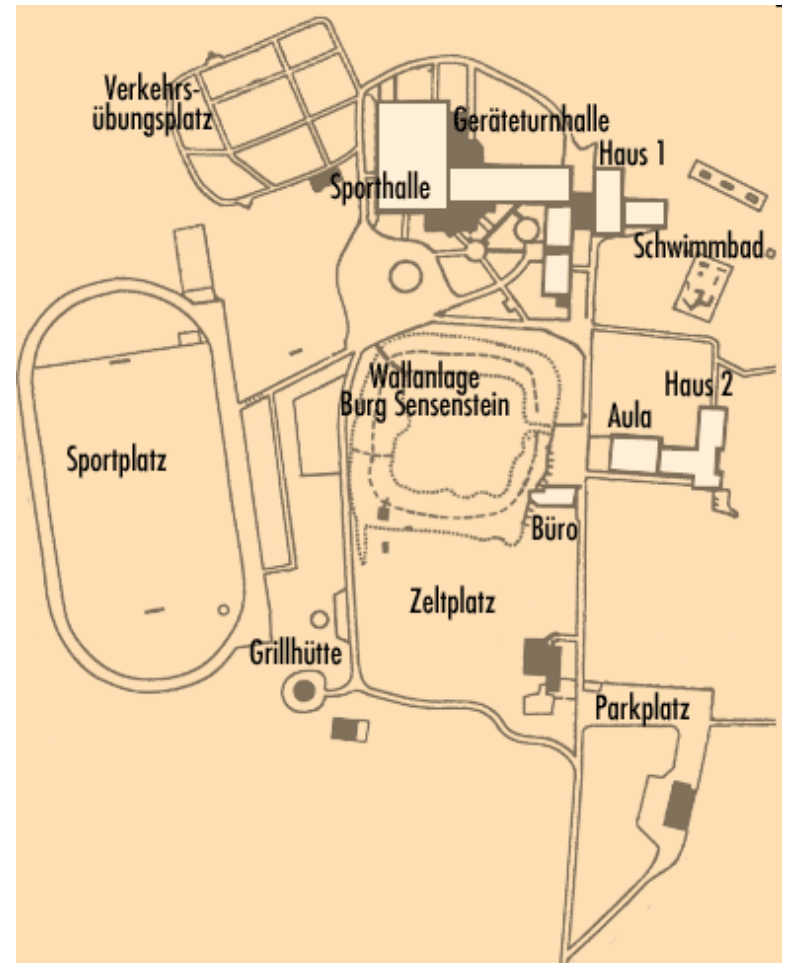 Verkehrs-
übungsplatz
Geräteturnhalle
Haus 1
Sporthalle
Schwimmbad
Wallanlage
Burg Sensenstein
Haus 2
Aula
Sportplatz
Büro
Zeltplatz
Grillhütte
Parkplatz